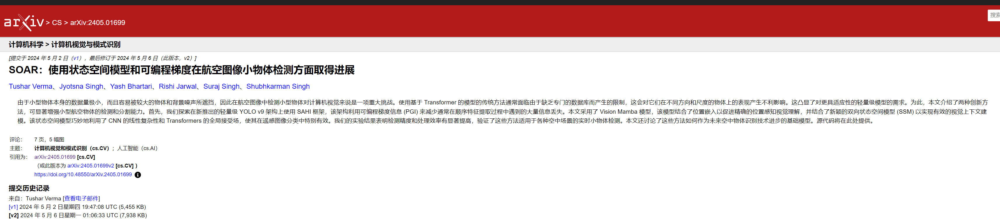 arXiv > CS > arXiv:2405.01699
搜索
计算机科学 > 计算机视觉与模式识别
[提交于 2024 年 5 月 2 日（v1），最后修订于 2024 年 5 月 6 日（此版本，v2）]
SOAR：使用状态空间模型和可编程梯度在航空图像小物体检测方面取得进展
Tushar Verma、Jyotsna Singh、Yash Bhartari、Rishi Jarwal、Suraj Singh、Shubhkarman Singh
由于小型物体本身的数据量极小，而且容易被较大的物体和背景噪声所遮挡，因此在航空图像中检测小型物体对计算机视觉来说是一项重大挑战。使用基于 Transformer 的模型的传统方法通常面临由于缺乏专门的数据库而产生的限制，这会对它们在不同方向和尺度的物体上的表现产生不利影响。这凸显了对更具适应性的轻量级模型的需求。为此，本文介绍了两种创新方
法，可显著增强小型航空物体的检测和分割能力。首先，我们探索在新推出的轻量级 YOLO v9 架构上使用 SAHI 框架，该架构利用可编程梯度信息 (PGI) 来减少通常在顺序特征提取过程中遇到的大量信息丢失。本文采用了 Vision Mamba 模型，该模型结合了位置嵌入以促进精确的位置感知视觉理解，并结合了新颖的双向状态空间模型 (SSM) 以实现有效的视觉上下文建
模。该状态空间模型巧妙地利用了 CNN 的线性复杂性和 Transformers 的全局接受场，使其在遥感图像分类中特别有效。我们的实验结果表明检测精度和处理效率有显著提高，验证了这些方法适用于各种空中场景的实时小物体检测。本文还讨论了这些方法如何作为未来空中物体识别技术进步的基础模型。源代码将在此处提供。
评论： 7 页，5 幅图
主题： 计算机视觉和模式识别（cs.CV）；人工智能（cs.AI）
引用为： arXiv:2405.01699 [cs.CV]
（或此版本为 arXiv:2405.01699v2 [cs.CV] ）
https://doi.org/10.48550/arXiv.2405.01699
提交历史记录
来自：Tushar Verma [查看电子邮件]
[v1] 2024 年 5 月 2 日星期四 19:47:08 UTC (5,455 KB)
[v2] 2024 年 5 月 6 日星期一 01:06:33 UTC (7,938 KB)